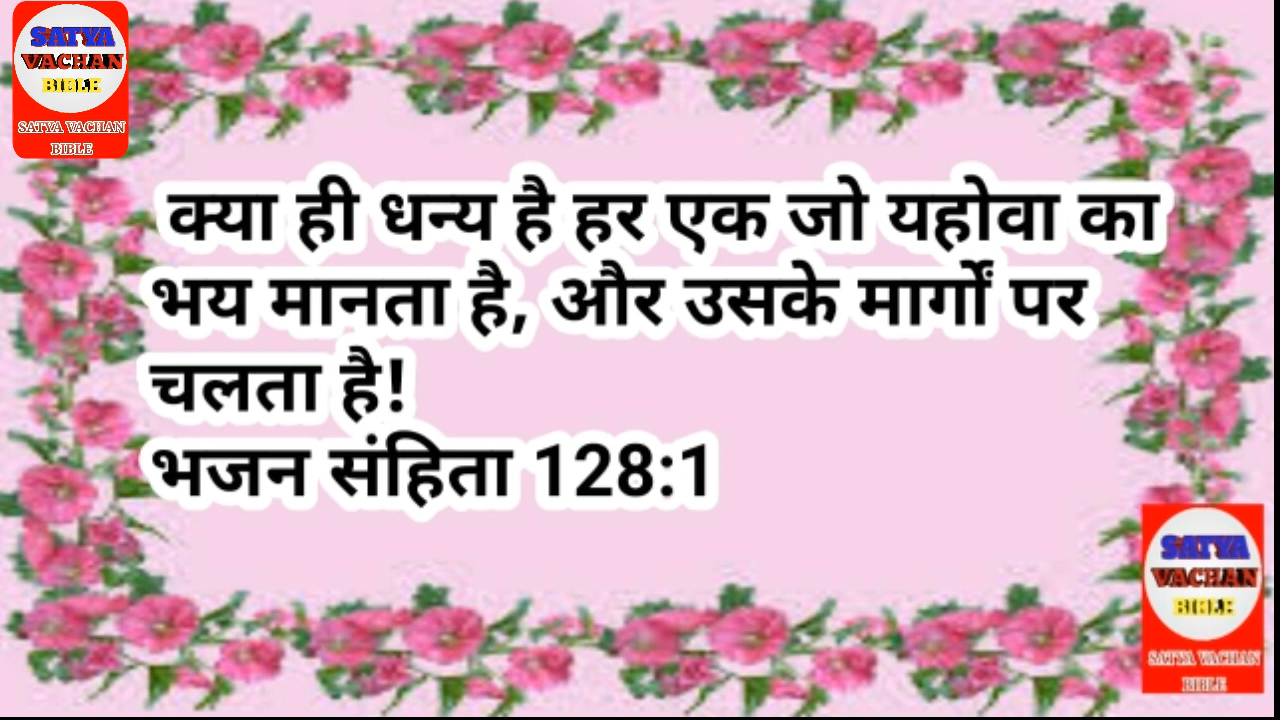 SATYA
VACHAN
BIBLE
SATYA VACHAN
BIBLE
क्या ही धन्य है हर एक जो यहोवा का
भय मानता है, और उसके मार्गों पर
चलता है!
भजन संहिता 128:1
SATYA
VACHAN
BIBLE
SATYA VACHAN
BIBLE